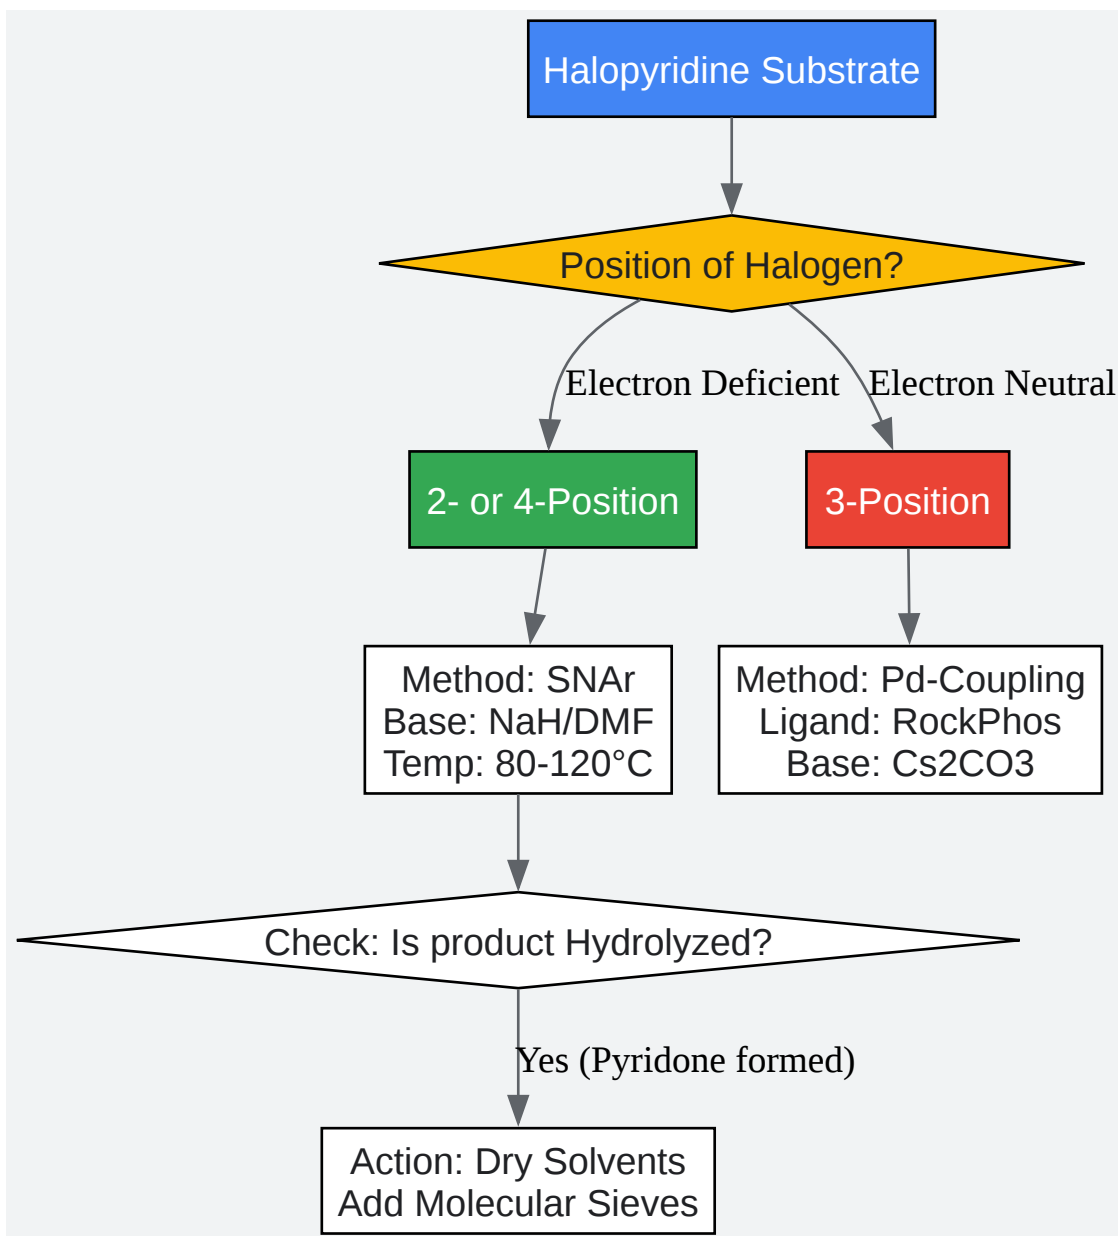 Halopyridine Substrate
Position of Halogen?
Electron Deficient
Electron Neutral
2- or 4-Position
3-Position
Method: SNAr
Base: NaH/DMF
Temp: 80-120°C
Method: Pd-Coupling
Ligand: RockPhos
Base: Cs2CO3
Check: Is product Hydrolyzed?
Yes (Pyridone formed)
Action: Dry Solvents
Add Molecular Sieves